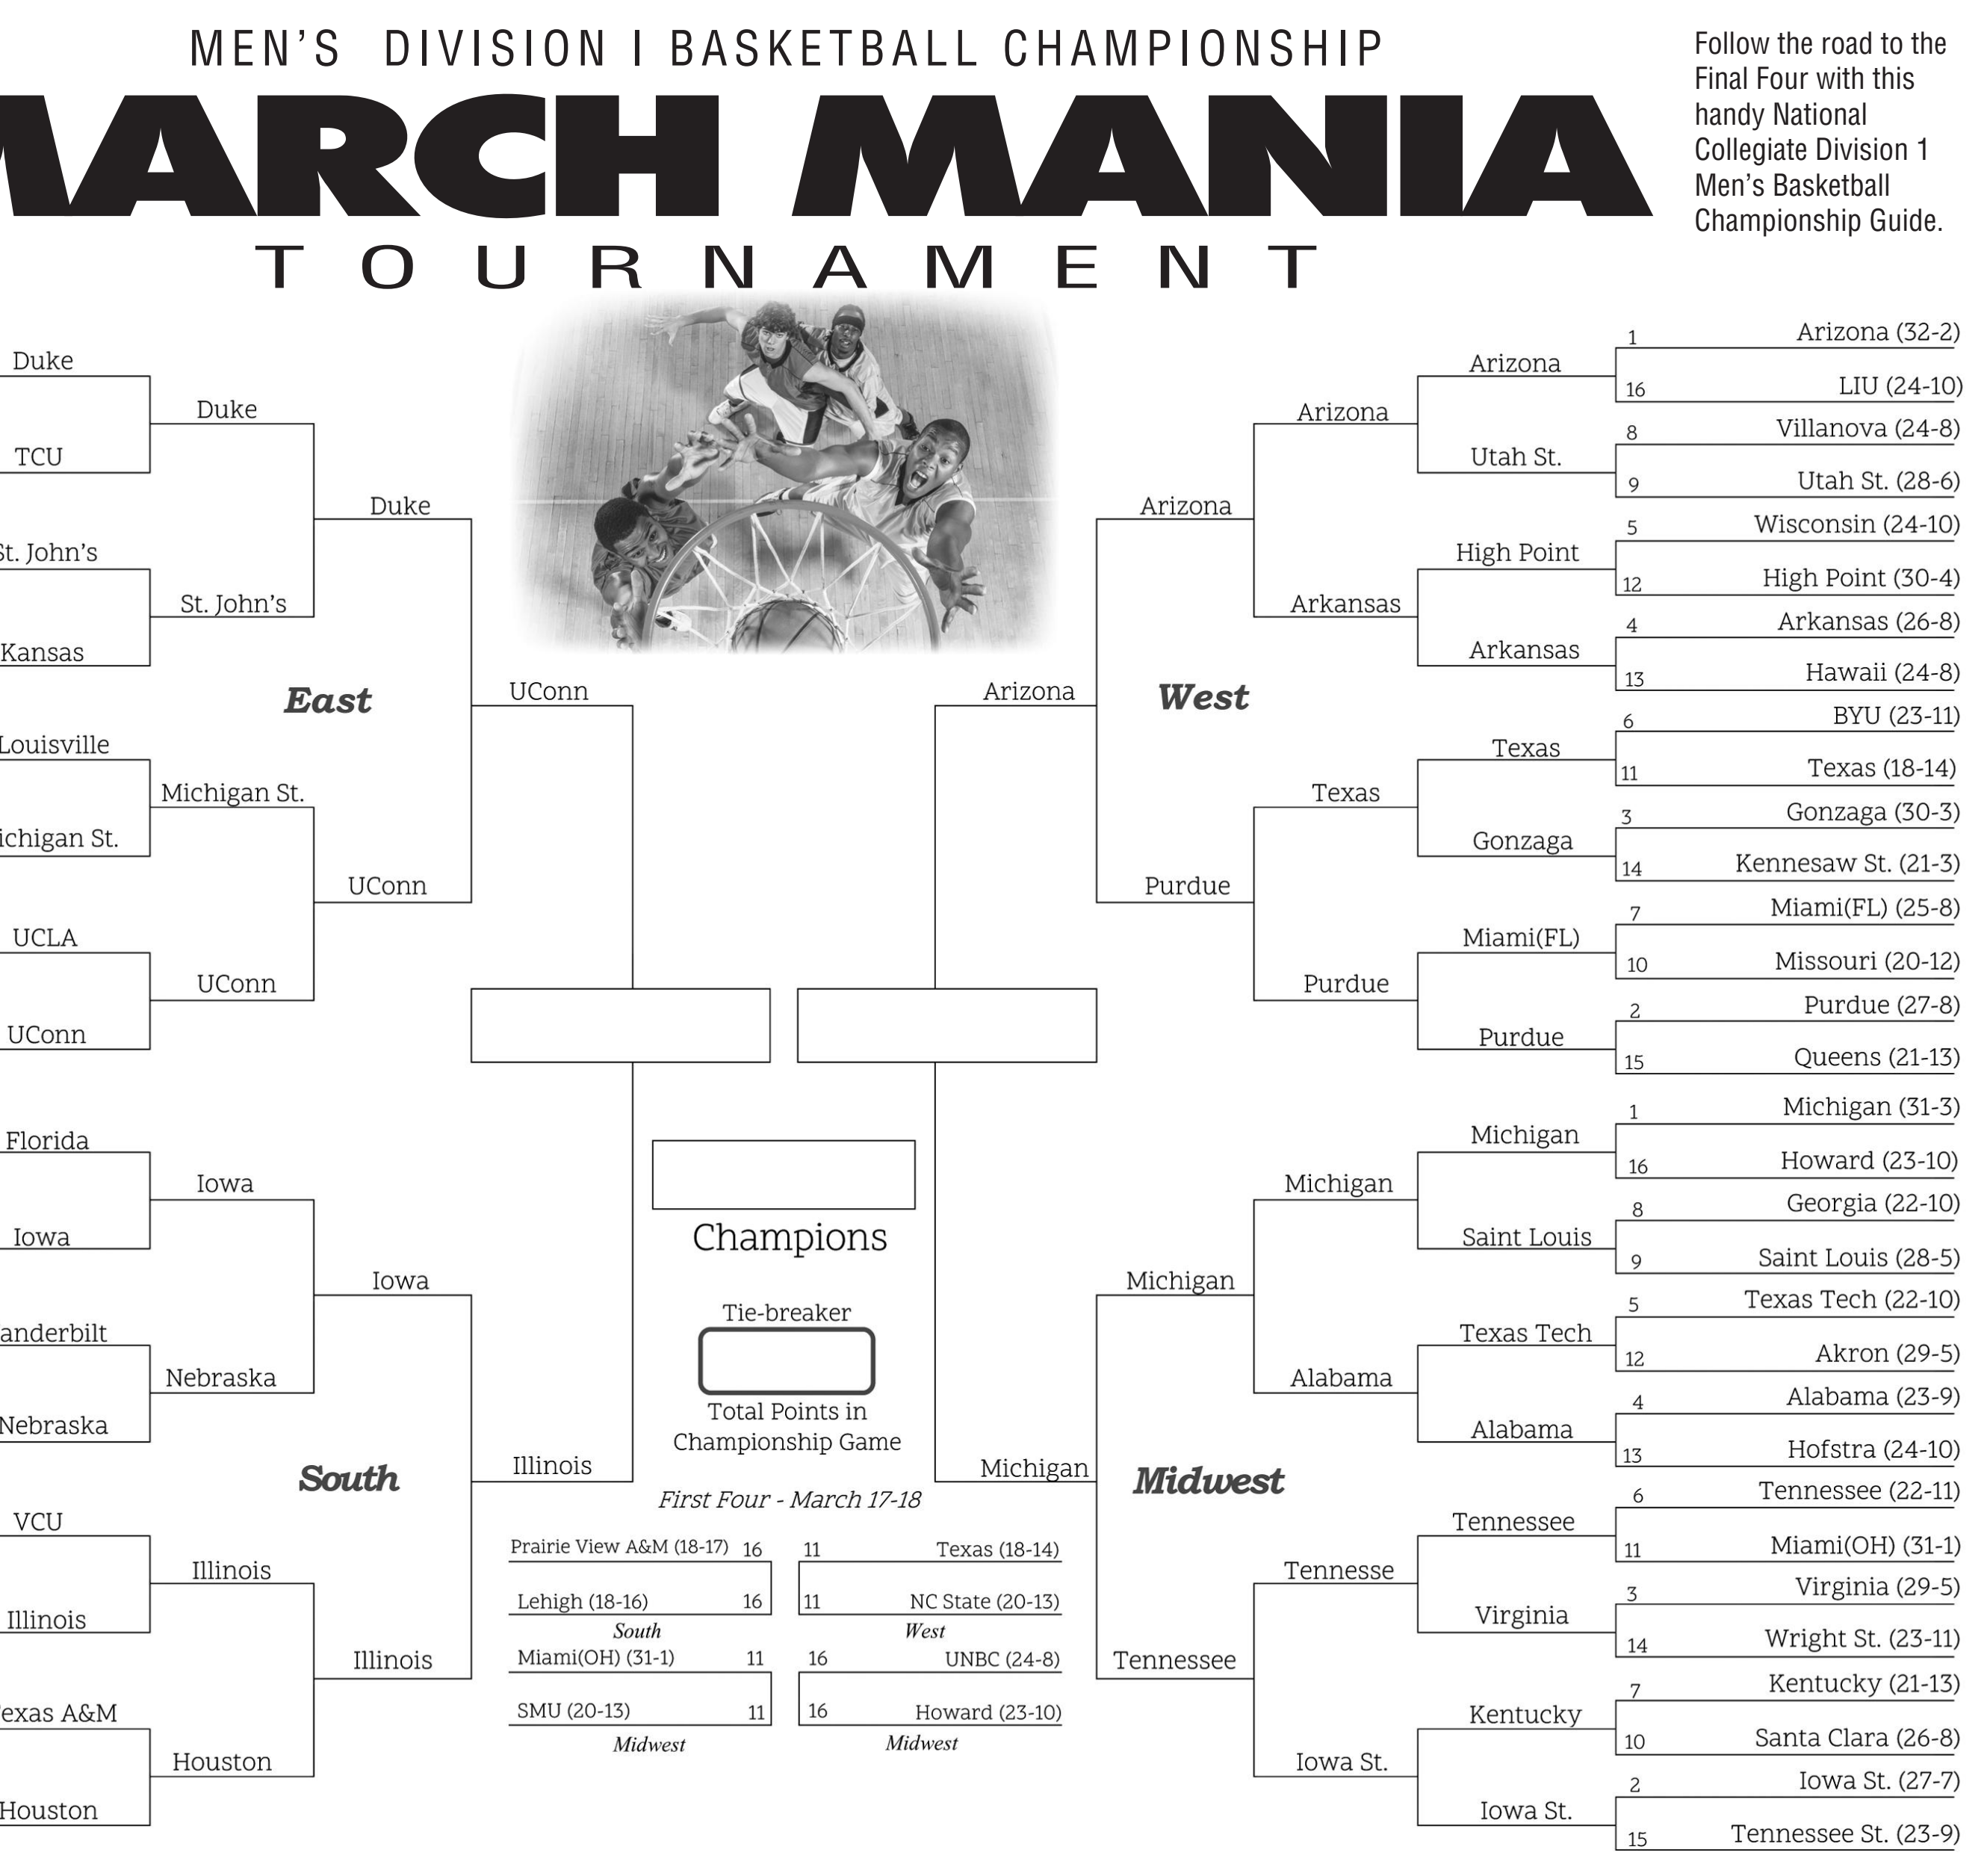 MEN’S DIVISION I BASKETBALL CHAMPIONSHIP
MARCH MANIA
TOURNAMENT
Follow the road to the
Final Four with this
handy National
Collegiate Division 1
Men’s Basketball
Championship Guide.
Duke
TCU
St. John’s
Kansas
Louisville
Michigan St.
UCLA
UConn
Duke
St. John’s
Michigan St.
UConn
Duke
UConn
East
UConn
Florida
Iowa
Vanderbilt
Nebraska
VCU
Illinois
Texas A&M
Houston
Iowa
Nebraska
Illinois
Houston
Iowa
Illinois
South
Illinois
Champions
Tie-breaker
Total Points in
Championship Game
First Four - March 17-18
Prairie View A&M (18-17) 16
Lehigh (18-16) 16
South
Miami(OH) (31-1) 11
SMU (20-13) 11
Midwest
11 Texas (18-14)
11 NC State (20-13)
West
16 UNBC (24-8)
16 Howard (23-10)
Midwest
Arizona
West
Arizona
Purdue
Arizona
Arkansas
Texas
Purdue
Arizona
Utah St.
High Point
Arkansas
Texas
Gonzaga
Miami(FL)
Purdue
1 Arizona (32-2)
16 LIU (24-10)
8 Villanova (24-8)
9 Utah St. (28-6)
5 Wisconsin (24-10)
12 High Point (30-4)
4 Arkansas (26-8)
13 Hawaii (24-8)
6 BYU (23-11)
11 Texas (18-14)
3 Gonzaga (30-3)
14 Kennesaw St. (21-3)
7 Miami(FL) (25-8)
10 Missouri (20-12)
2 Purdue (27-8)
15 Queens (21-13)
Michigan
Midwest
Michigan
Tennessee
Michigan
Alabama
Tennesse
Iowa St.
Michigan
Saint Louis
Texas Tech
Alabama
Tennessee
Virginia
Kentucky
Iowa St.
1 Michigan (31-3)
16 Howard (23-10)
8 Georgia (22-10)
9 Saint Louis (28-5)
5 Texas Tech (22-10)
12 Akron (29-5)
4 Alabama (23-9)
13 Hofstra (24-10)
6 Tennessee (22-11)
11 Miami(OH) (31-1)
3 Virginia (29-5)
14 Wright St. (23-11)
7 Kentucky (21-13)
10 Santa Clara (26-8)
2 Iowa St. (27-7)
15 Tennessee St. (23-9)